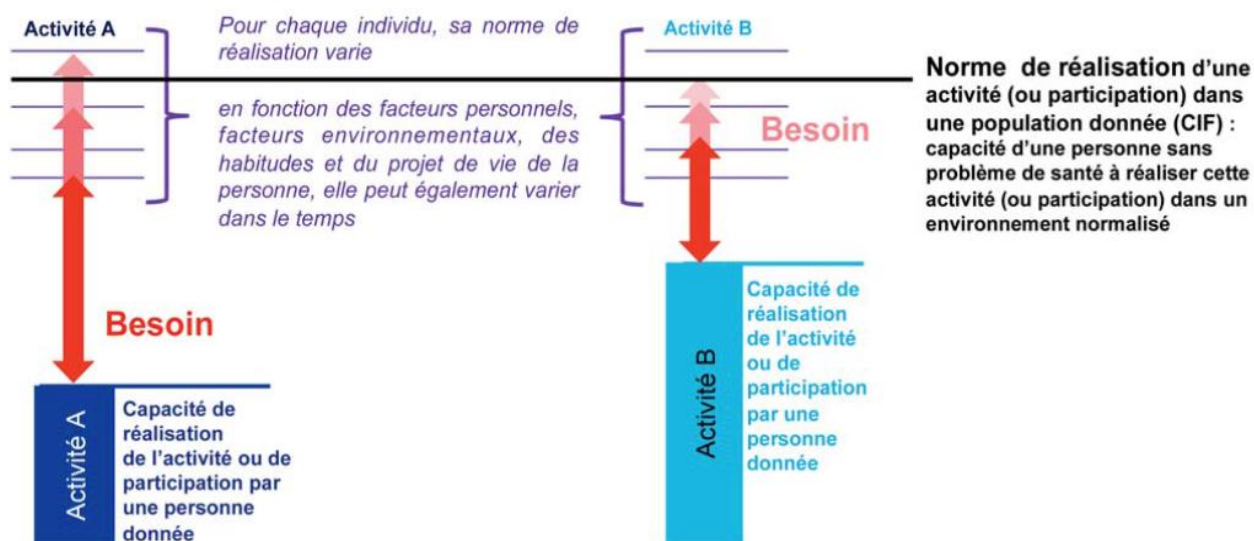 Activité A
Pour chaque individu, sa norme de
réalisation varie
en fonction des facteurs personnels,
facteurs environnementaux, des
habitudes et du projet de vie de la
personne, elle peut également varier
dans le temps
Activité B
Besoin
Norme de réalisation d'une
activité (ou participation) dans
une population donnée (CIF) :
capacité d'une personne sans
problème de santé à réaliser cette
activité (ou participation) dans un
environnement normalisé
Besoin
Activité A
Capacité de
réalisation
de l'activité ou de
participation par
une personne
donnée
Activité B
Capacité de
réalisation
de l'activité
ou de
participation
par une
personne
donnée